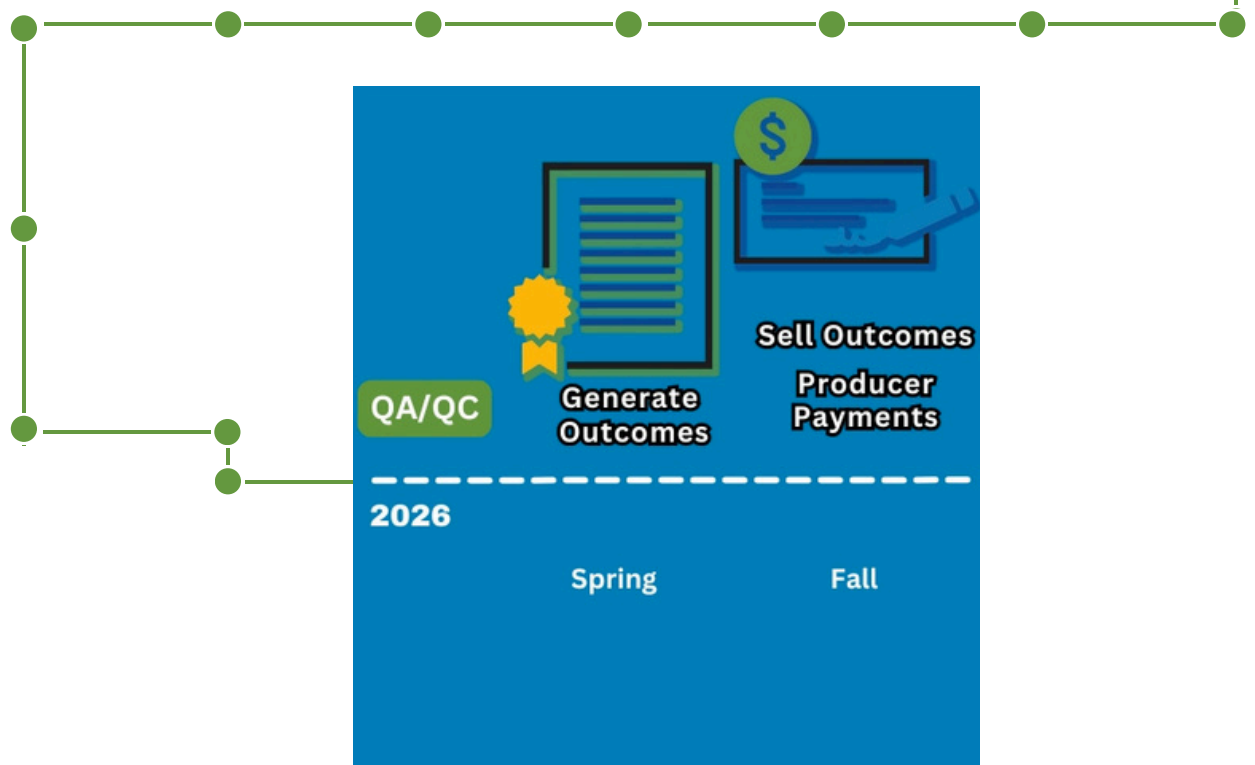 $
Sell Outcomes
Producer
Payments
QA/QC
Generate
Outcomes
2026
Spring
Fall